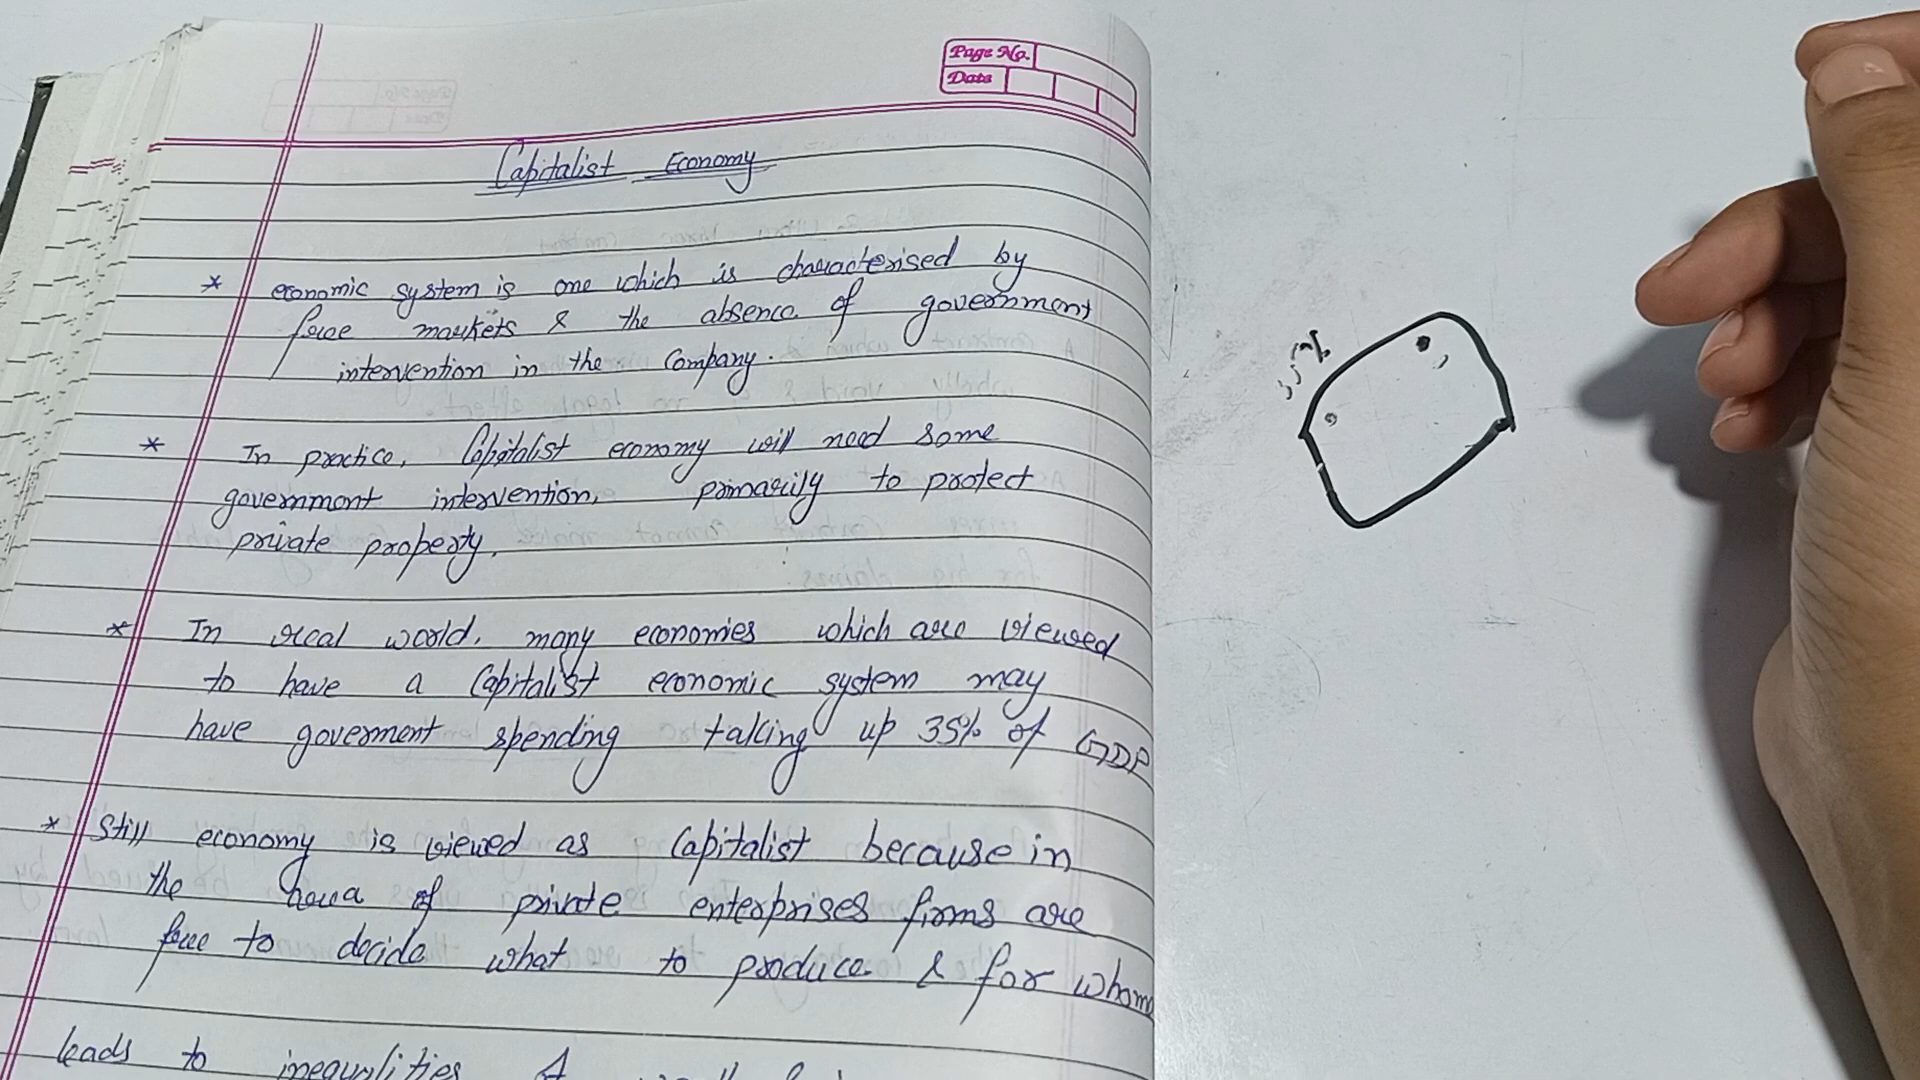 Page No.
Date
Capitalist Economy
* economic system is one which is characterised by
free markets & the absence of government
intervention in the Company.
* In practice, Capitalist economy will need some
government intervention, primarily to protect
private property.
* In real world, many economies which are viewed
to have a Capitalist economic system may
have goverment spending taking up 35% of GDP
* Still economy is viewed as Capitalist because in
the of private enterprises firms are
free to decide what to produce & for whom
leads to inequalities